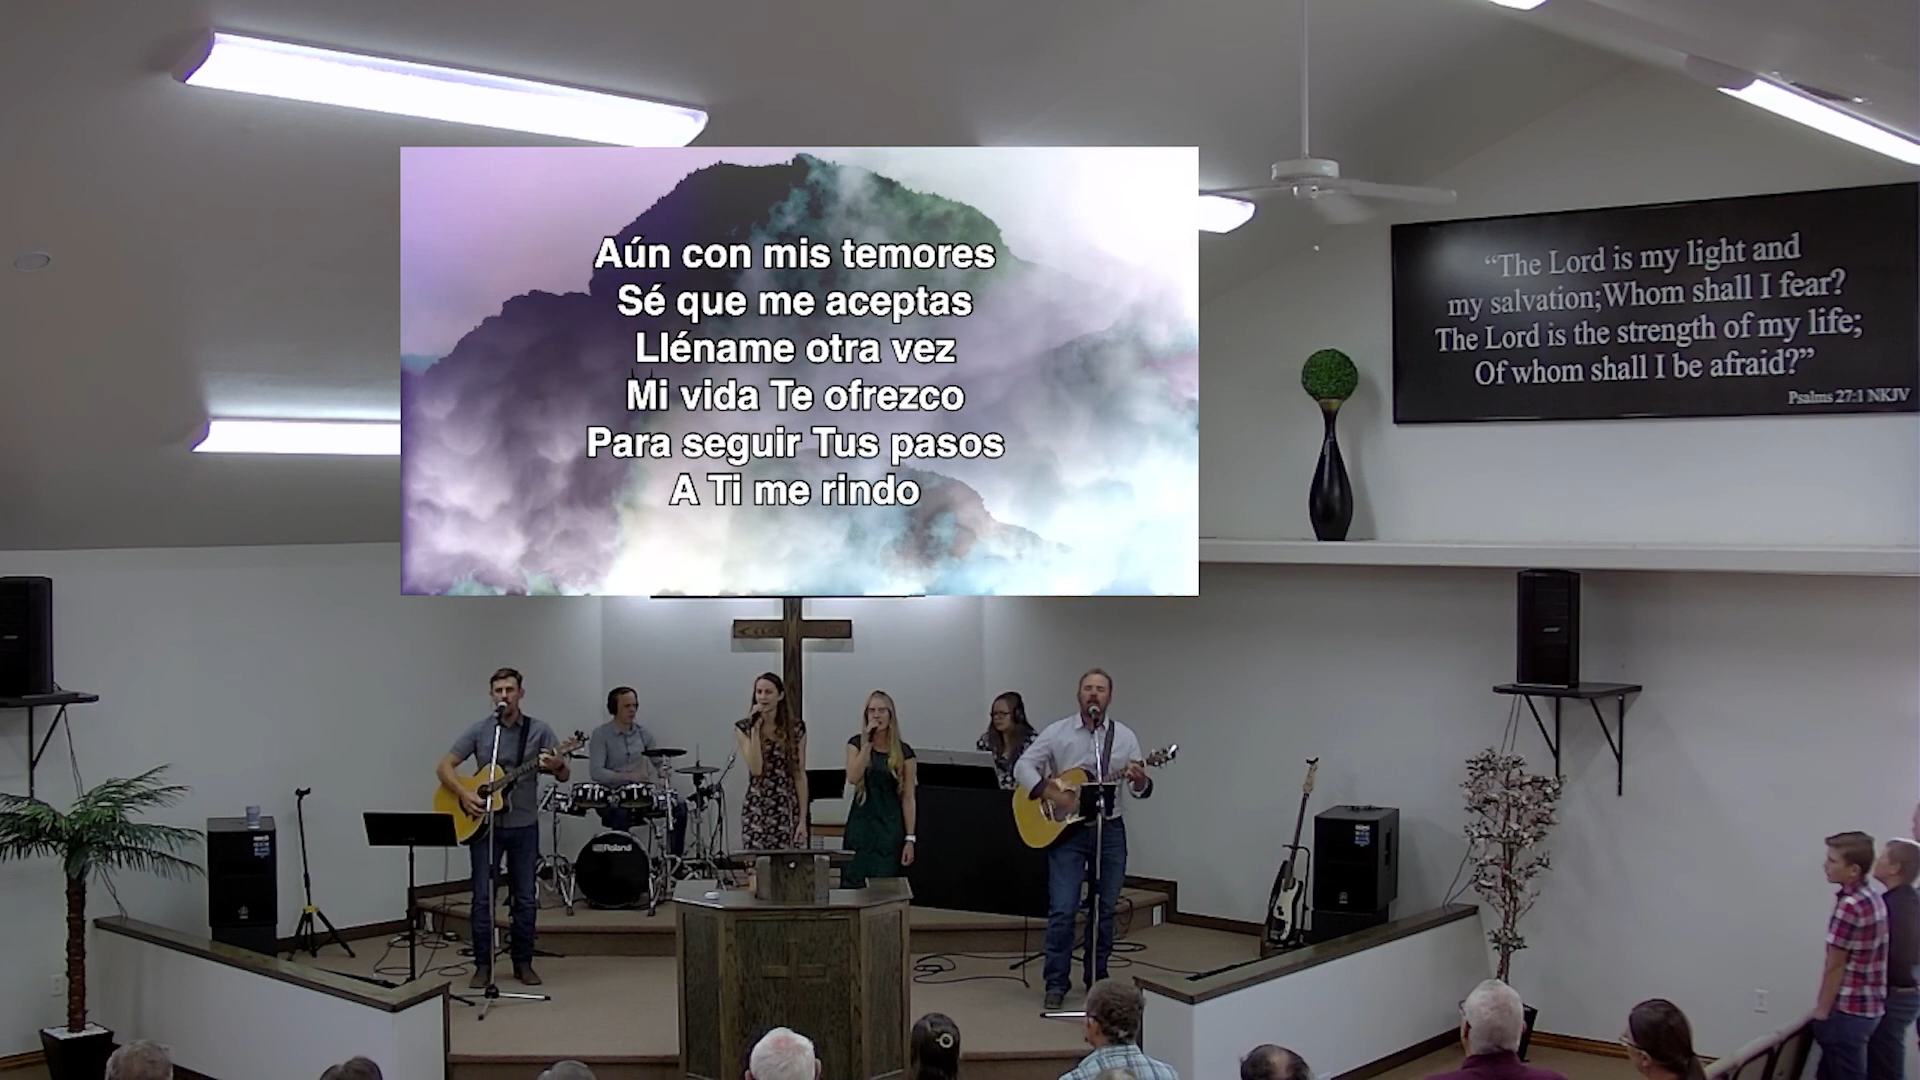 Aún con mis temores
Sé que me aceptas
Lléname otra vez
Mi vida Te ofrezco
Para seguir Tus pasos
A Ti me rindo
“The Lord is my light and
my salvation;Whom shall I fear?
The Lord is the strength of my life;
Of whom shall I be afraid?”
Psalms 27:1 NKJV
Roland